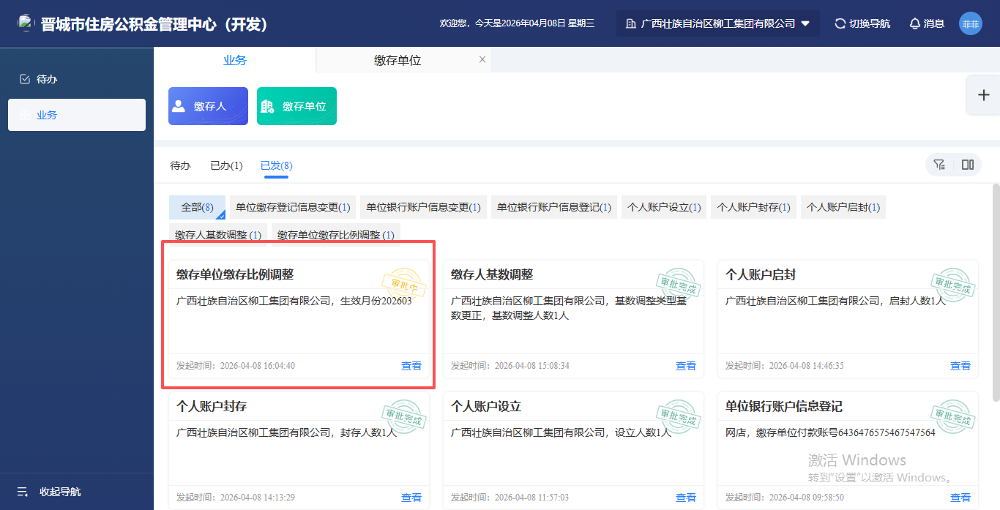 晋城市住房公积金管理中心（开发）
欢迎您，今天是2026年04月08日 星期三
广西壮族自治区柳工集团有限公司
切换导航
消息
菲菲
待办
业务
收起导航
业务
缴存单位
缴存人
缴存单位
待办
已办(1)
已发(8)
全部(8)
单位缴存登记信息变更(1)
单位银行账户信息变更(1)
单位银行账户信息登记(1)
个人账户设立(1)
个人账户封存(1)
个人账户启封(1)
缴存人基数调整 (1)
缴存单位缴存比例调整 (1)
缴存单位缴存比例调整
审批中
广西壮族自治区柳工集团有限公司，生效月份202603
发起时间：2026-04-08 16:04:40
查看
缴存人基数调整
审批完成
广西壮族自治区柳工集团有限公司，基数调整类型基
数更正，基数调整人数1人
发起时间：2026-04-08 15:08:34
查看
个人账户启封
审批完成
广西壮族自治区柳工集团有限公司，启封人数1人
发起时间：2026-04-08 14:46:35
查看
个人账户封存
审批完成
广西壮族自治区柳工集团有限公司，封存人数1人
发起时间：2026-04-08 14:13:29
查看
个人账户设立
审批完成
广西壮族自治区柳工集团有限公司，设立人数1人
发起时间：2026-04-08 11:57:03
查看
单位银行账户信息登记
审批完成
网店，缴存单位付款账号6436476575467547564
发起时间：2026-04-08 09:58:50
查看
激活 Windows
转到"设置"以激活 Windows。